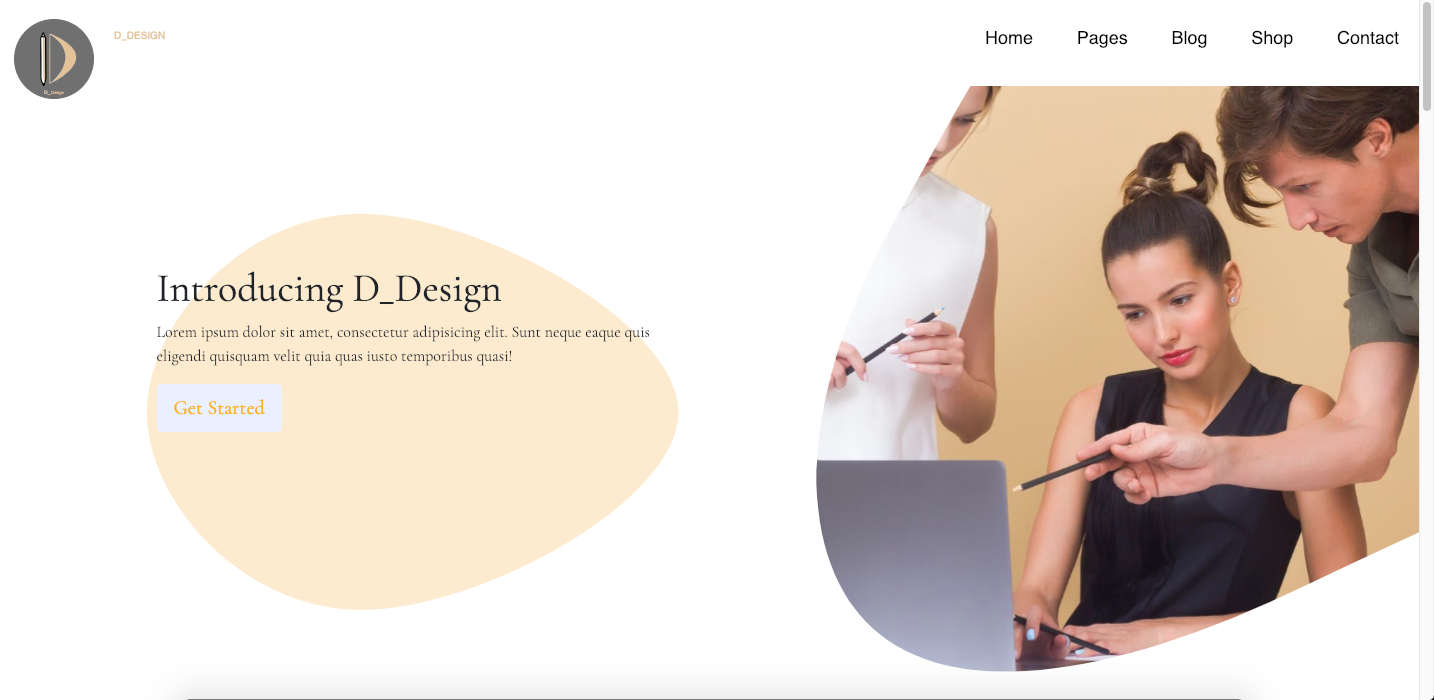 D_DESIGN
D_Design
Home Pages Blog Shop Contact
Introducing D_Design
Lorem ipsum dolor sit amet, consectetur adipisicing elit. Sunt neque eaque quis
eligendi quisquam velit quia quas iusto temporibus quasi!
Get Started